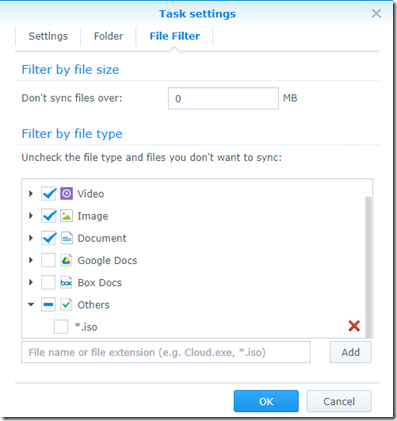 Task settings
Settings Folder File Filter
Filter by file size
Don't sync files over: 0 MB
Filter by file type
Uncheck the file type and files you don't want to sync:
Video
Image
Document
Google Docs
box Box Docs
Others
*.iso
File name or file extension (e.g. Cloud.exe, *.iso) Add
OK Cancel